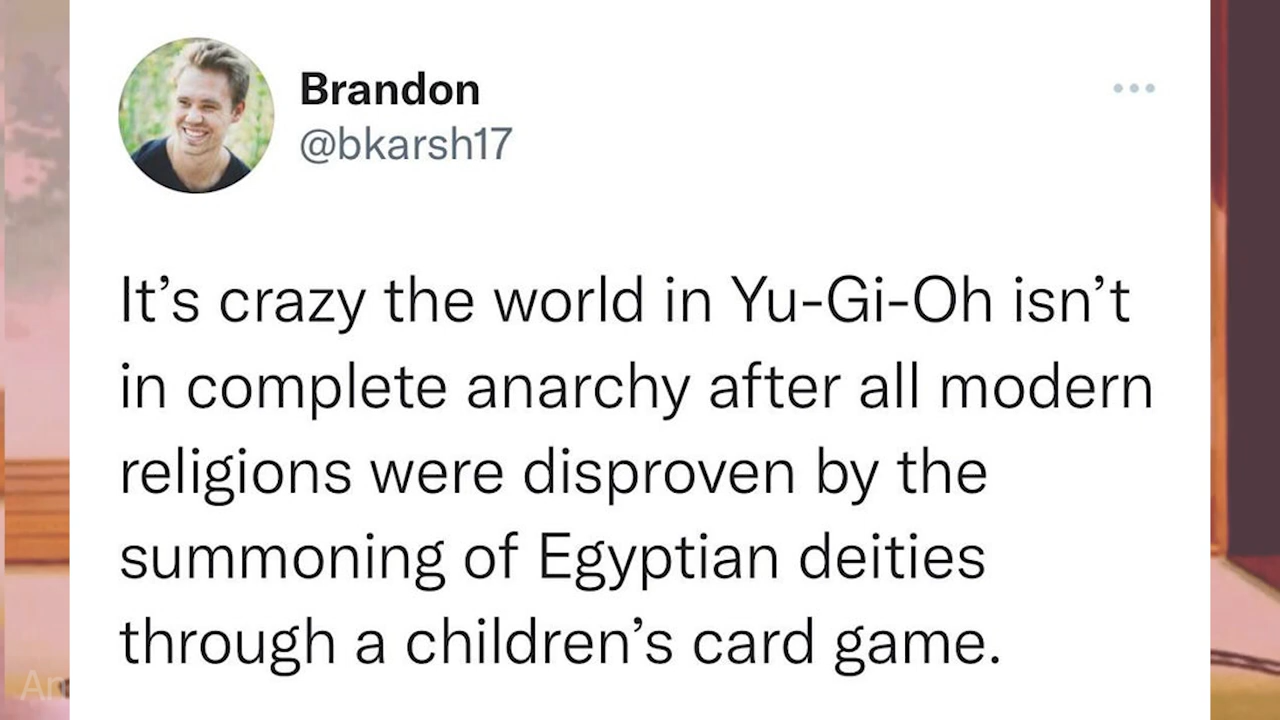 Brandon
@bkarsh17
It’s crazy the world in Yu-Gi-Oh isn’t
in complete anarchy after all modern
religions were disproven by the
summoning of Egyptian deities
through a children’s card game.